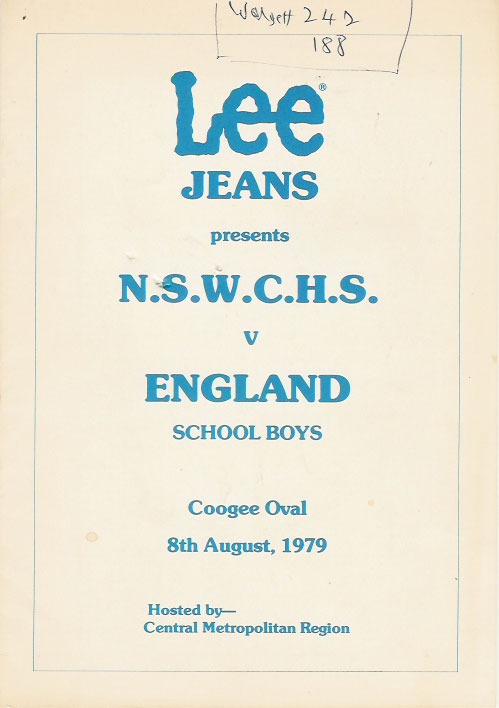 Walgett 242
188
Lee®
JEANS
presents
N.S.W.C.H.S.
v
ENGLAND
SCHOOL BOYS
Coogee Oval
8th August, 1979
Hosted by—
Central Metropolitan Region